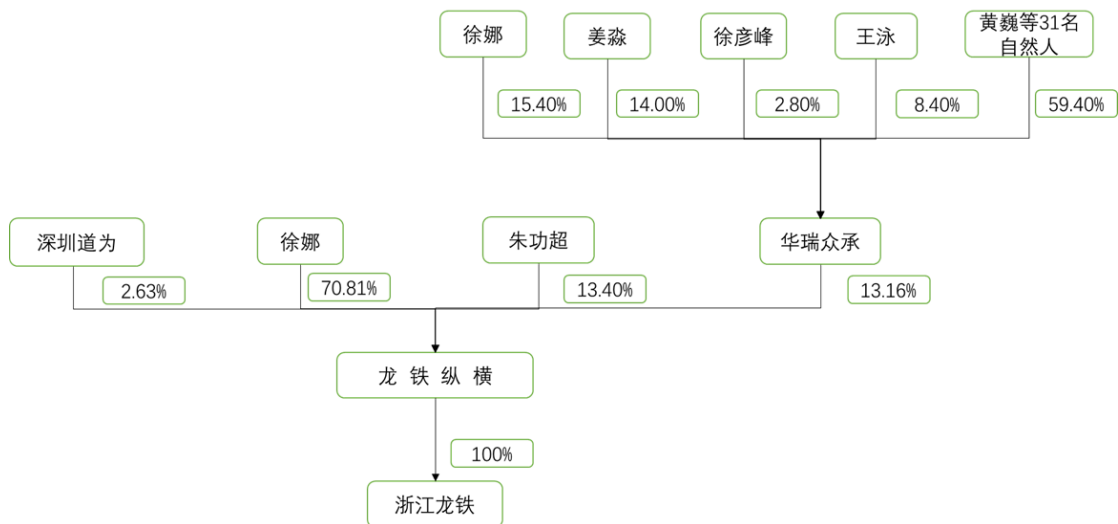 徐娜
姜淼
徐彦峰
王泳
黄巍等31名
自然人
15.40%
14.00%
2.80%
8.40%
59.40%
深圳道为
徐娜
朱功超
华瑞众承
2.63%
70.81%
13.40%
13.16%
龙 铁 纵 横
100%
浙江龙铁